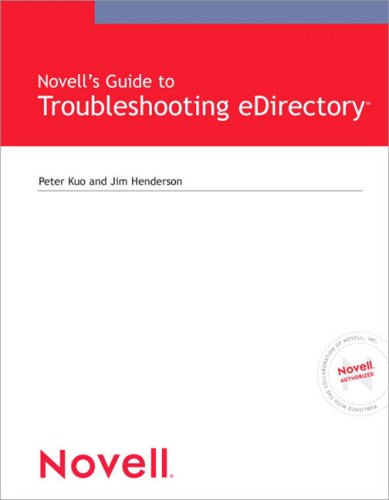 Novell's Guide to
Troubleshooting eDirectory™
Peter Kuo and Jim Henderson
PUBLISHED WITH THE COLLABORATION OF NOVELL, INC.
Novell.
AUTHORIZED
Novell®